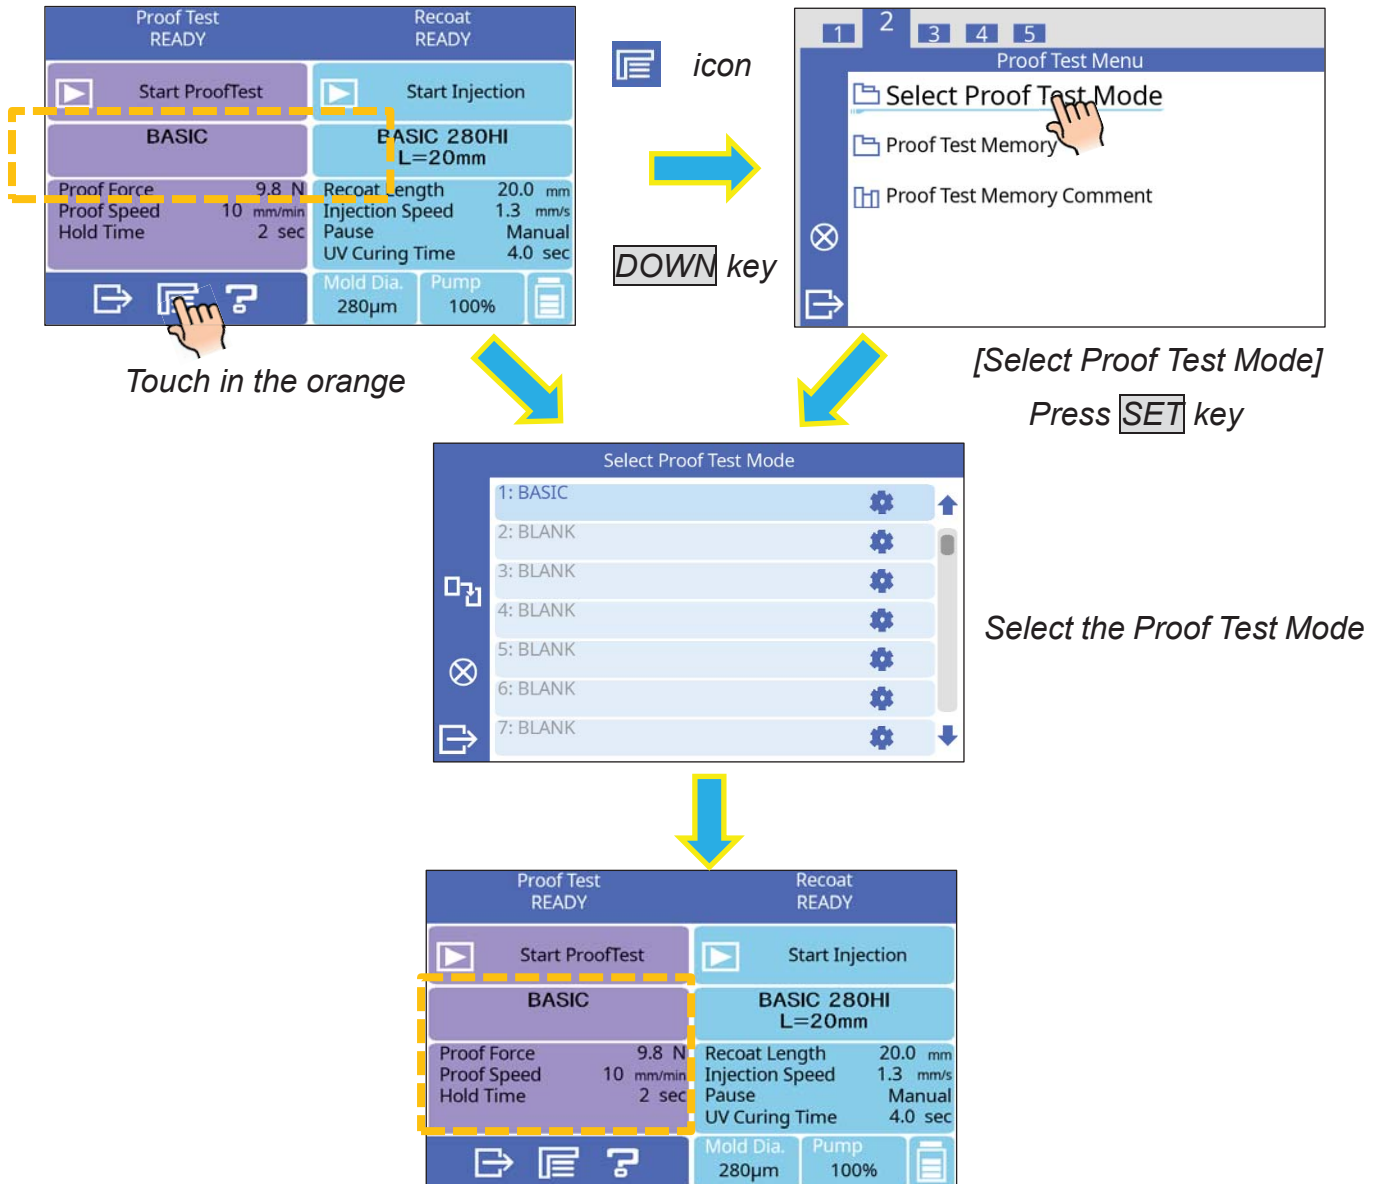 Proof Test
READY
Recoat
READY
Start ProofTest
Start Injection
BASIC
BASIC 280HI
L=20mm
Proof Force 9.8 N
Proof Speed 10 mm/min
Hold Time 2 sec
Recoat Length 20.0 mm
Injection Speed 1.3 mm/s
Pause Manual
UV Curing Time 4.0 sec
Mold Dia.
280μm
Pump
100%
Touch in the orange
icon
DOWN key
1 2 3 4 5
Proof Test Menu
Select Proof Test Mode
Proof Test Memory
Proof Test Memory Comment
[Select Proof Test Mode]
Press SET key
Select Proof Test Mode
1: BASIC
2: BLANK
3: BLANK
4: BLANK
5: BLANK
6: BLANK
7: BLANK
Select the Proof Test Mode
Proof Test
READY
Recoat
READY
Start ProofTest
Start Injection
BASIC
BASIC 280HI
L=20mm
Proof Force 9.8 N
Proof Speed 10 mm/min
Hold Time 2 sec
Recoat Length 20.0 mm
Injection Speed 1.3 mm/s
Pause Manual
UV Curing Time 4.0 sec
Mold Dia.
280μm
Pump
100%